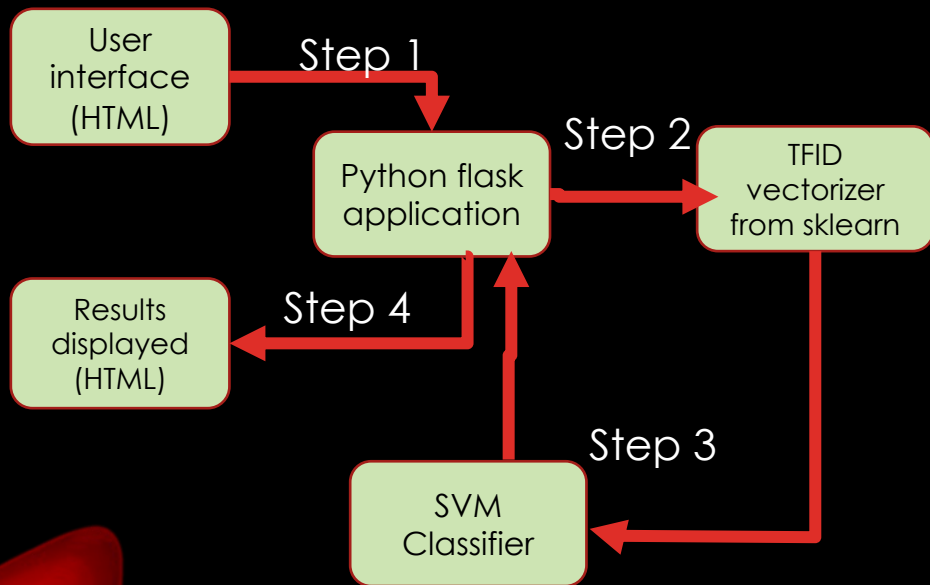 User
interface
(HTML)
Step 1
Python flask
application
Step 2
TFID
vectorizer
from sklearn
Results
displayed
(HTML)
Step 4
Step 3
SVM
Classifier